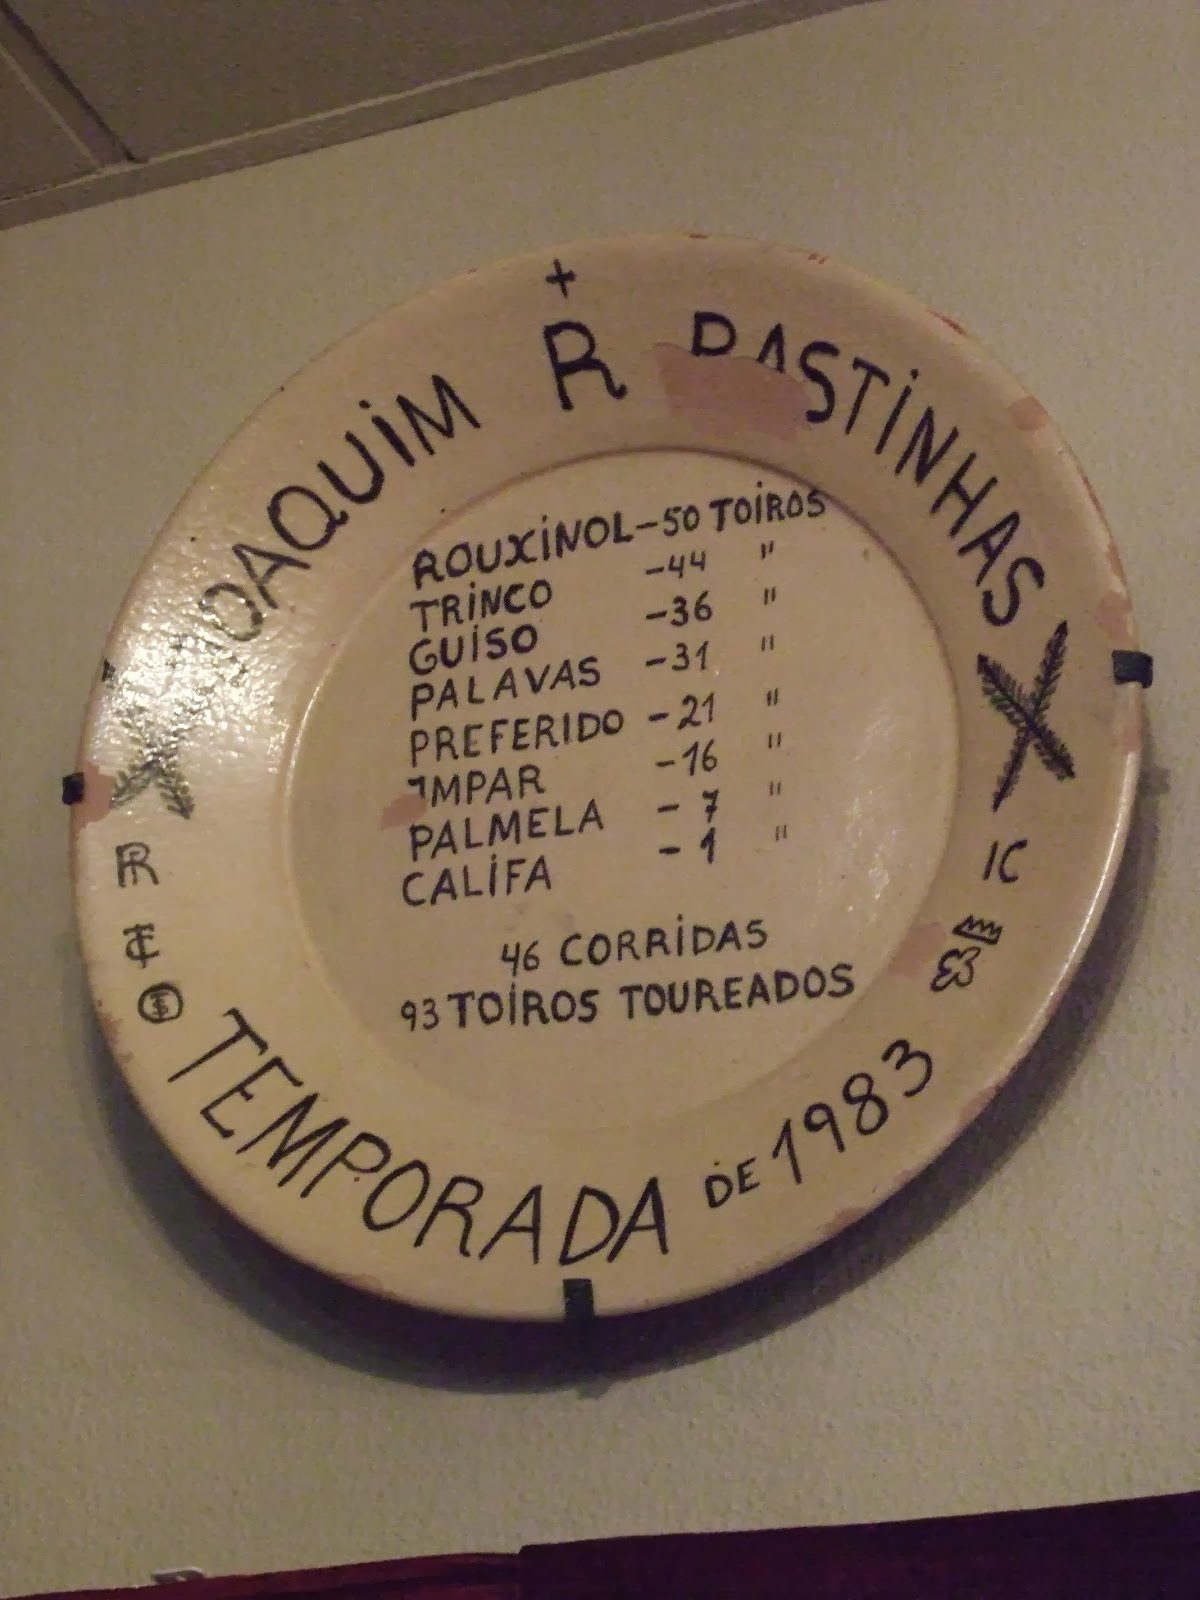 JOAQUIM R BASTINHAS
ROUXINOL-50 TOIROS
TRINCO -44 "
GUISO -36 "
PALAVAS -31 "
PREFERIDO -21 "
IMPAR -16 "
PALMELA -7 "
CALIFA -1 "
46 CORRIDAS
93 TOIROS TOUREADOS
R
IC
TEMPORADA DE 1983